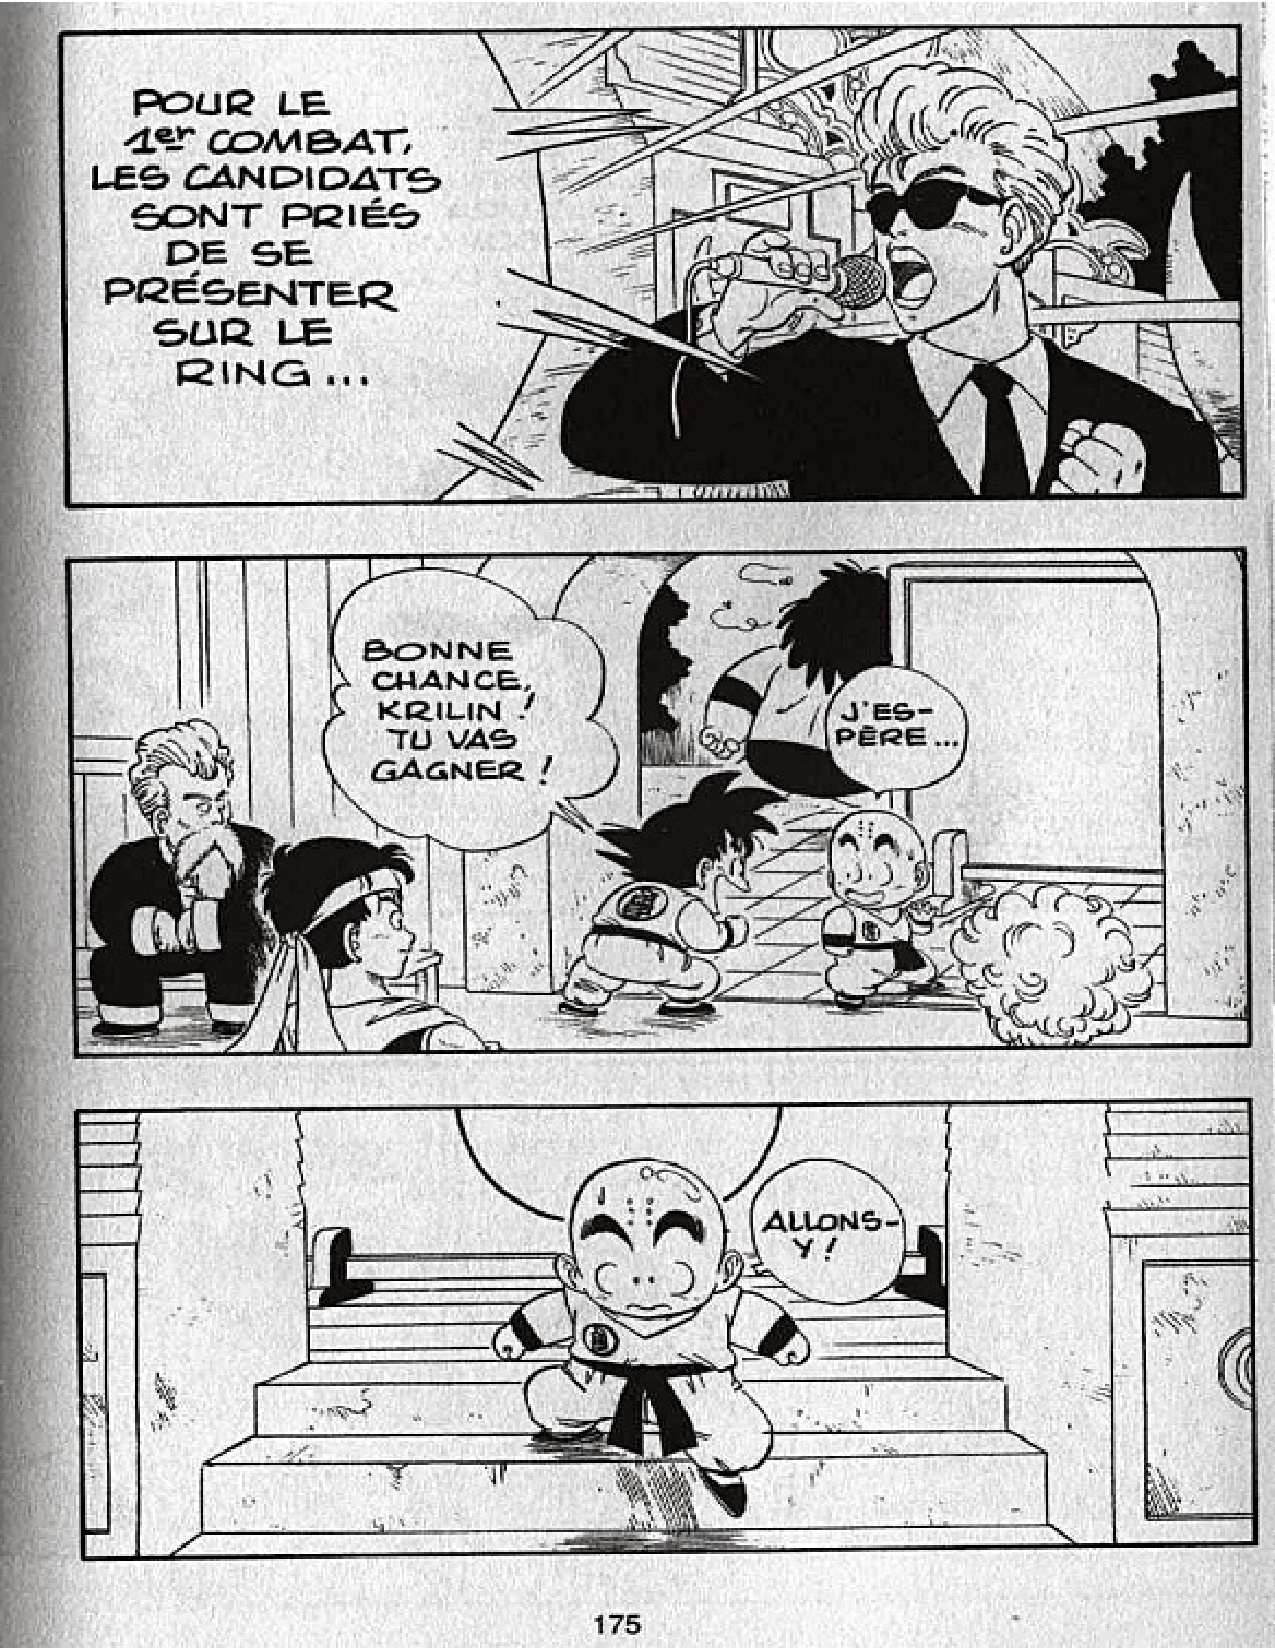 POUR LE
1er COMBAT,
LES CANDIDATS
SONT PRIÉS
DE SE
PRÉSENTER
SUR LE
RING...
BONNE
CHANCE,
KRILIN !
TU VAS
GAGNER !
J'ES-
PÈRE...
ALLONS-
Y !
175